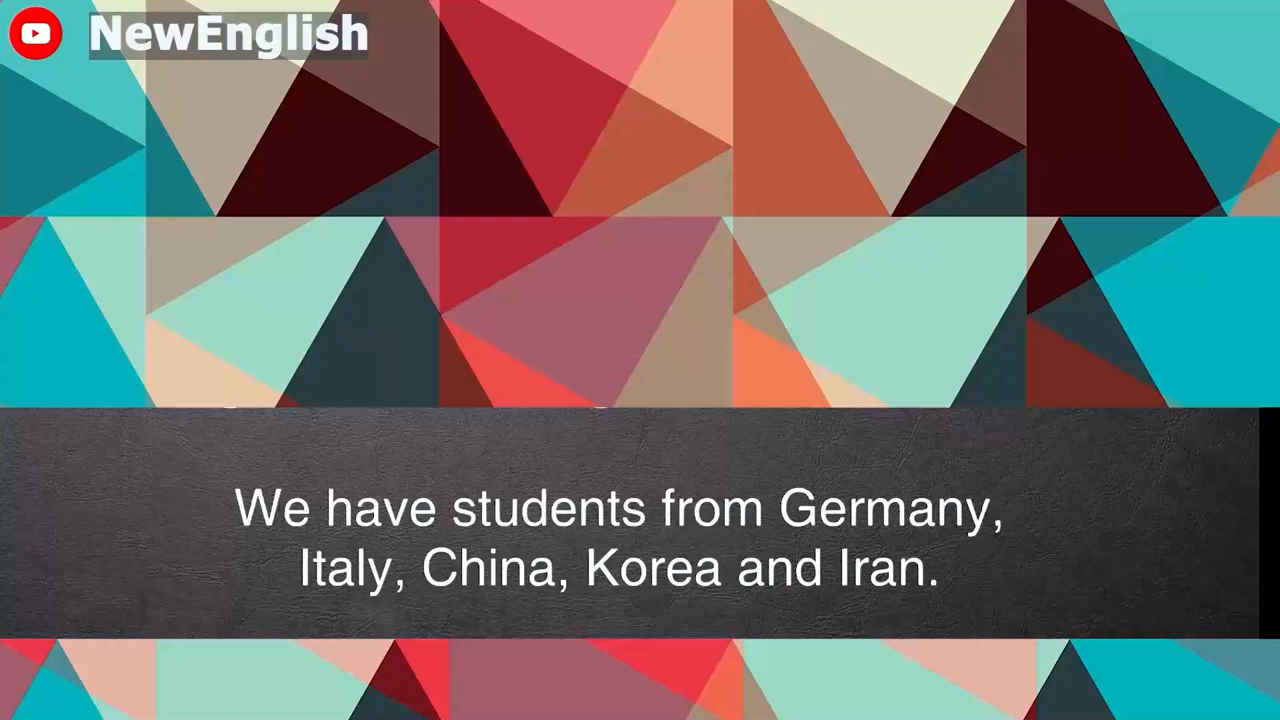 NewEnglish
We have students from Germany,
Italy, China, Korea and Iran.